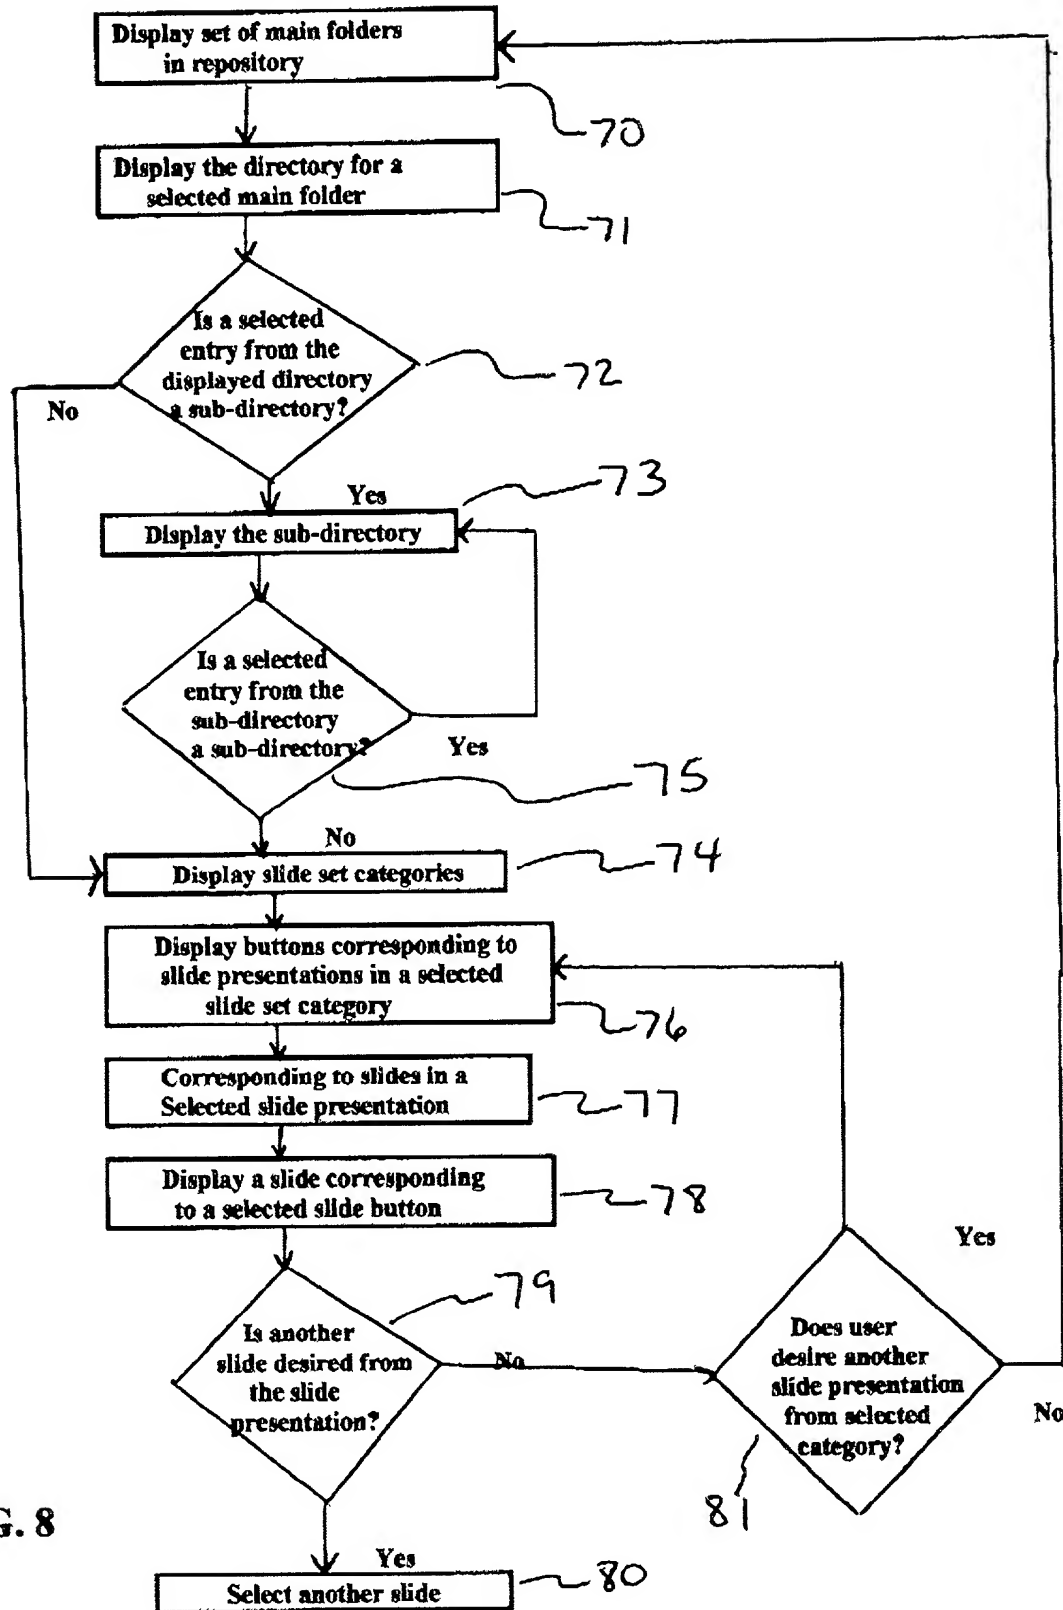 Display set of main folders
in repository
70
Display the directory for a
selected main folder
71
Is a selected
entry from the
displayed directory
a sub-directory?
72
No
Yes
73
Display the sub-directory
Is a selected
entry from the
sub-directory
a sub-directory?
Yes
75
No
74
Display slide set categories
Display buttons corresponding to
slide presentations in a selected
slide set category
76
Corresponding to slides in a
Selected slide presentation
77
Display a slide corresponding
to a selected slide button
78
79
Is another
slide desired from
the slide
presentation?
No
Yes
Does user
desire another
slide presentation
from selected
category?
No
81
G. 8
Yes
80
Select another slide